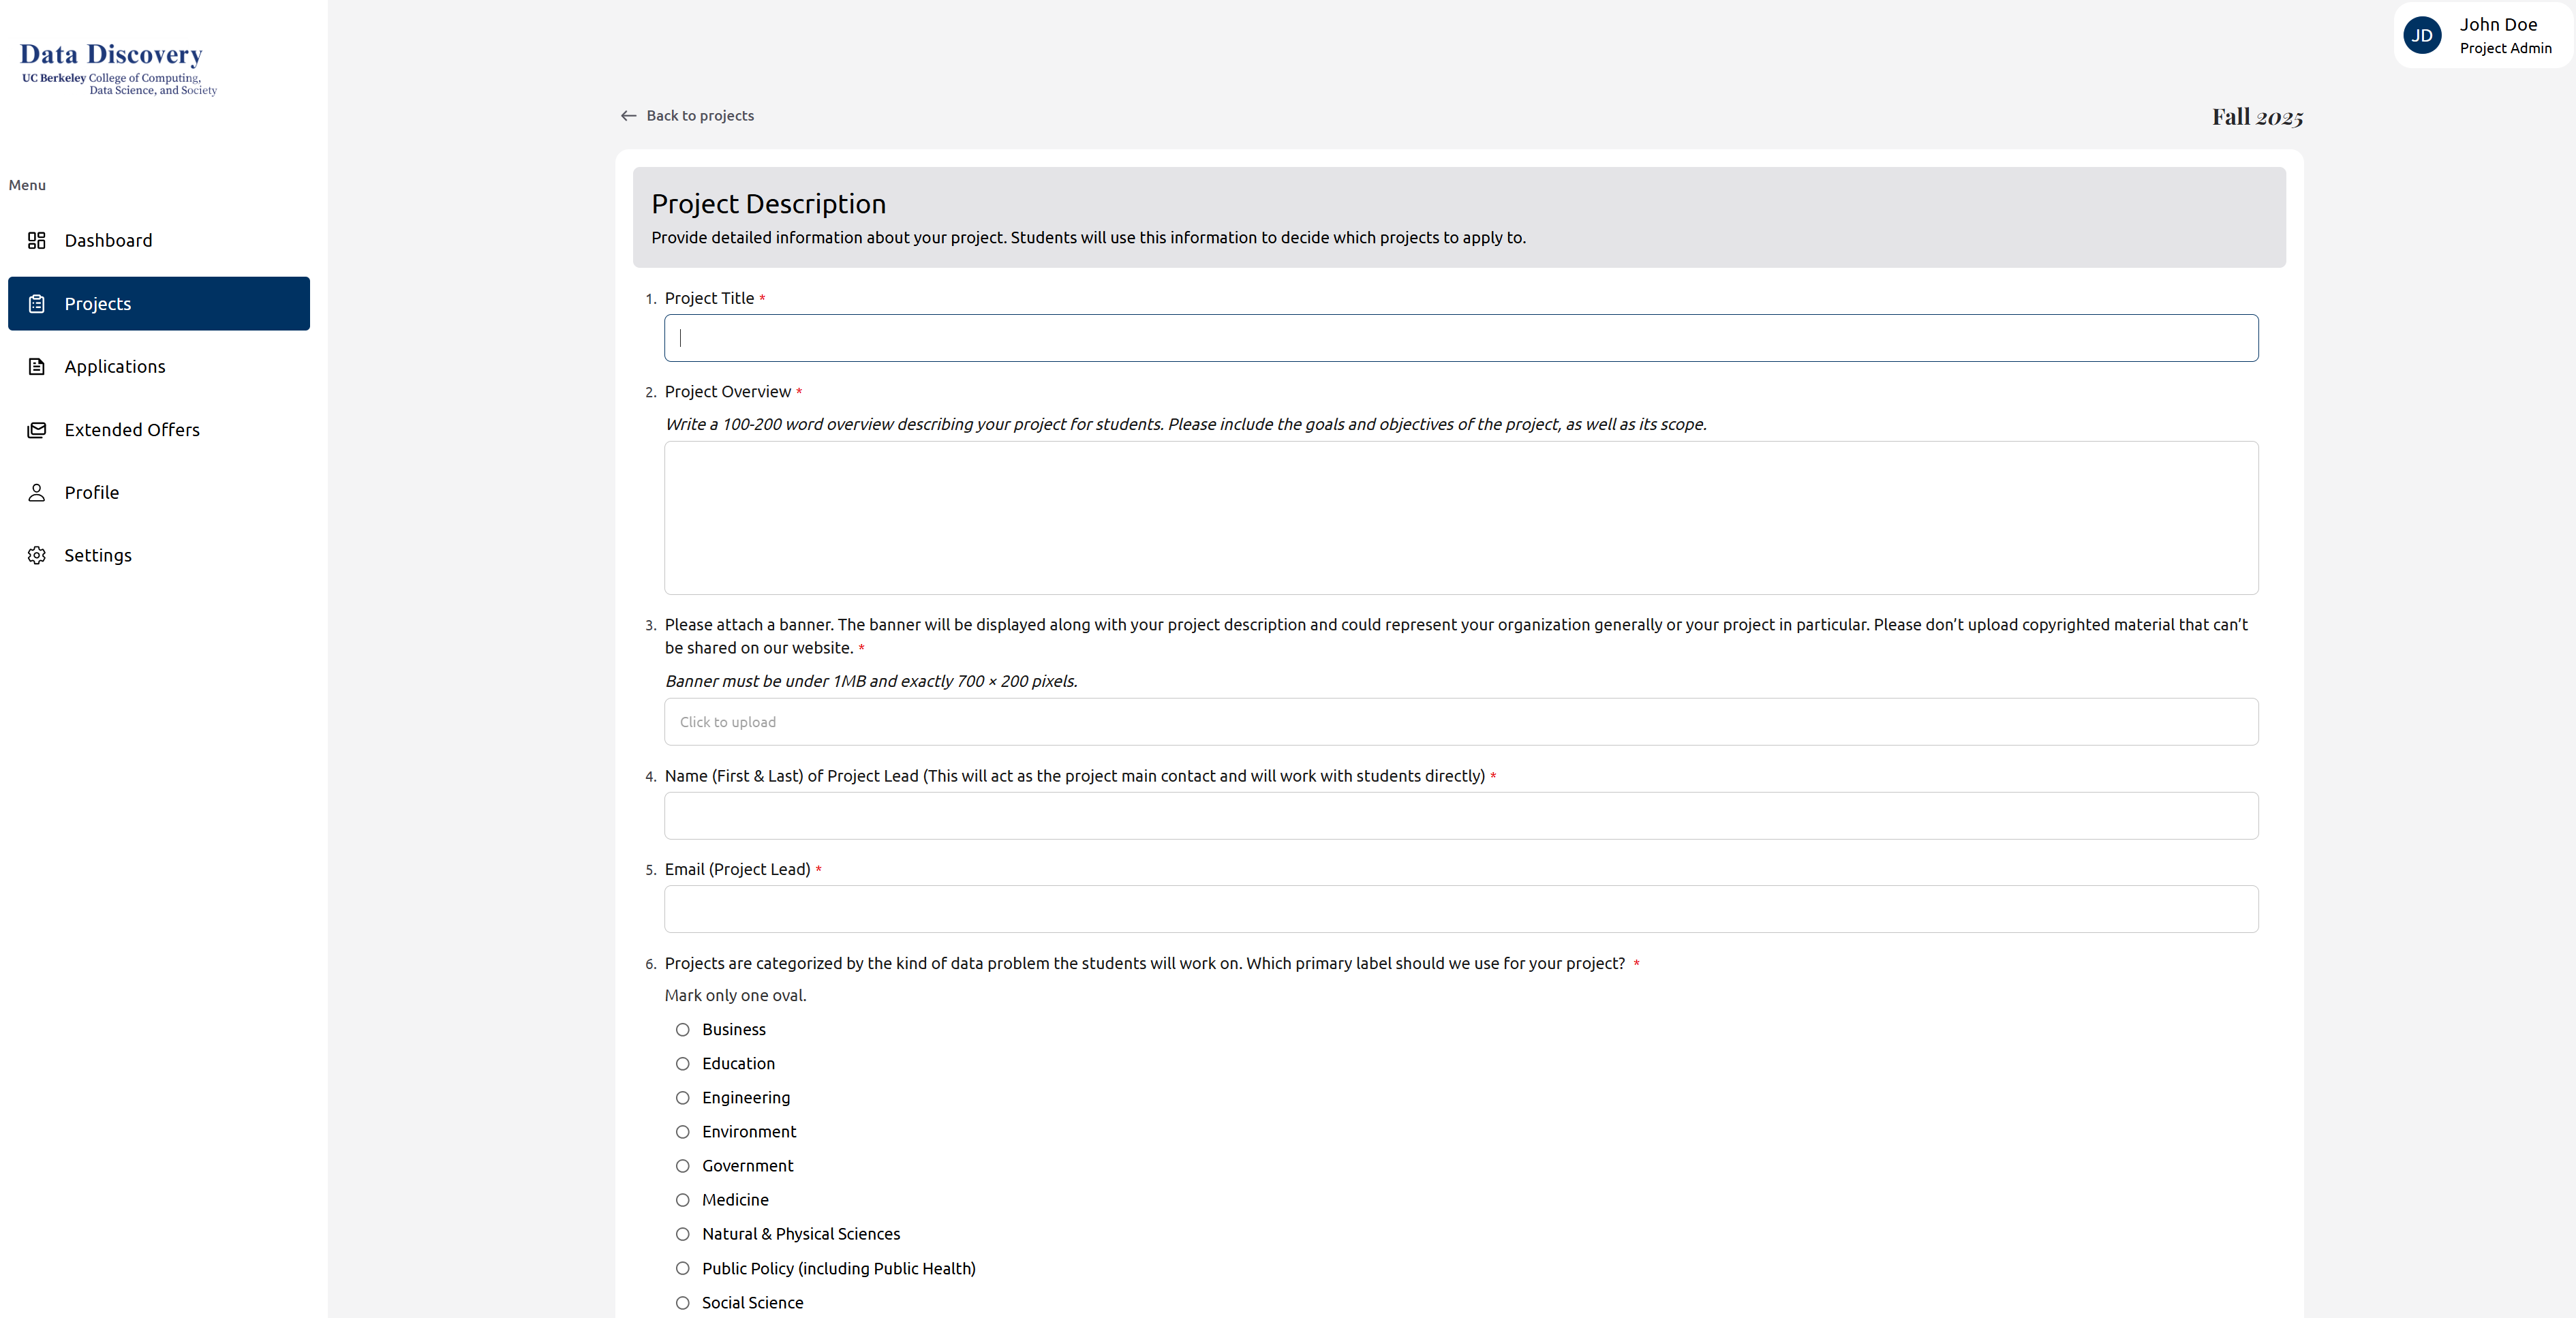 Data Discovery
UC Berkeley College of Computing,
Data Science, and Society
JD
John Doe
Project Admin
Menu
Dashboard
Projects
Applications
Extended Offers
Profile
Settings
Back to projects
Fall 2025
Project Description
Provide detailed information about your project. Students will use this information to decide which projects to apply to.
1. Project Title *
2. Project Overview *
Write a 100-200 word overview describing your project for students. Please include the goals and objectives of the project, as well as its scope.
3. Please attach a banner. The banner will be displayed along with your project description and could represent your organization generally or your project in particular. Please don’t upload copyrighted material that can’t
be shared on our website. *
Banner must be under 1MB and exactly 700 × 200 pixels.
Click to upload
4. Name (First & Last) of Project Lead (This will act as the project main contact and will work with students directly) *
5. Email (Project Lead) *
6. Projects are categorized by the kind of data problem the students will work on. Which primary label should we use for your project? *
Mark only one oval.
Business
Education
Engineering
Environment
Government
Medicine
Natural & Physical Sciences
Public Policy (including Public Health)
Social Science